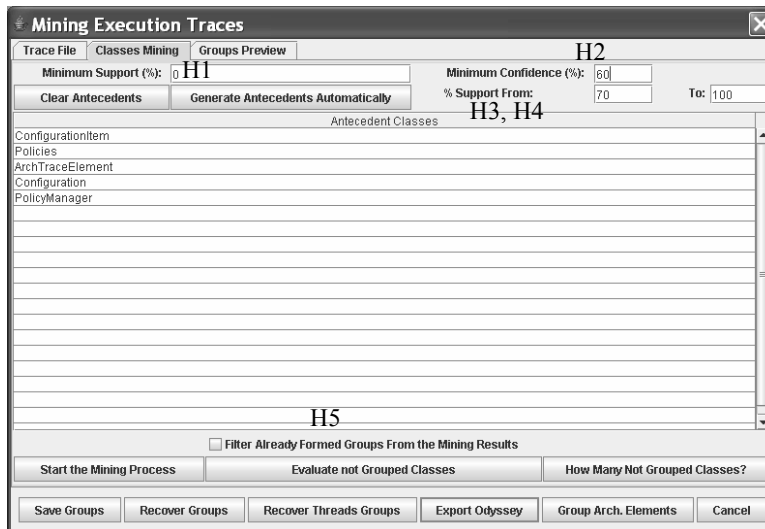 Mining Execution Traces
Trace File Classes Mining Groups Preview
H2
Minimum Support (%): 0 H1 Minimum Confidence (%): 60
Clear Antecedents Generate Antecedents Automatically % Support From: 70 To: 100
H3, H4
Antecedent Classes
ConfigurationItem
Policies
ArchTraceElement
Configuration
PolicyManager
H5
Filter Already Formed Groups From the Mining Results
Start the Mining Process Evaluate not Grouped Classes How Many Not Grouped Classes?
Save Groups Recover Groups Recover Threads Groups Export Odyssey Group Arch. Elements Cancel